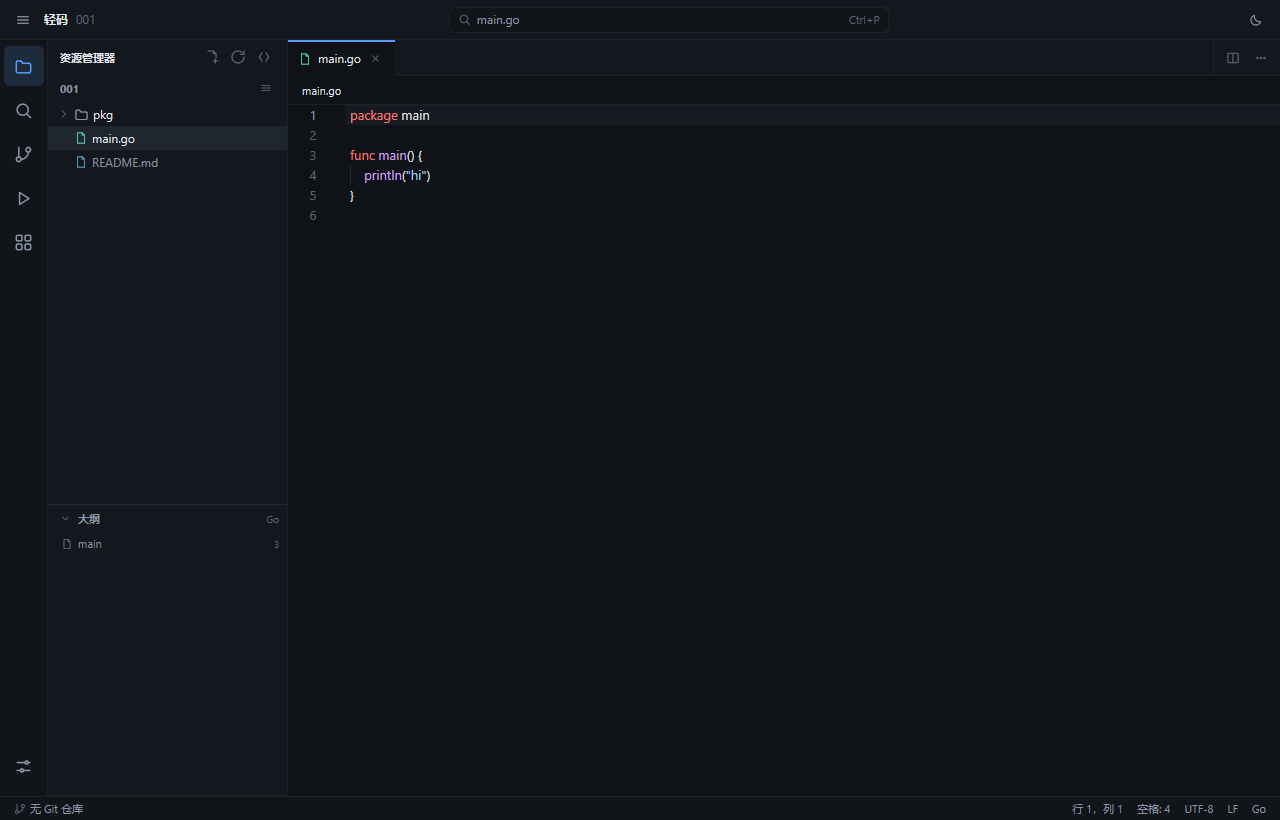 轻码 001
main.go Ctrl+P
资源管理器
001
pkg
main.go
README.md
大纲 Go
main 3
main.go
main.go
1 package main
2
3 func main() {
4 println("hi")
5 }
6
无 Git 仓库
行 1，列 1 空格: 4 UTF-8 LF Go